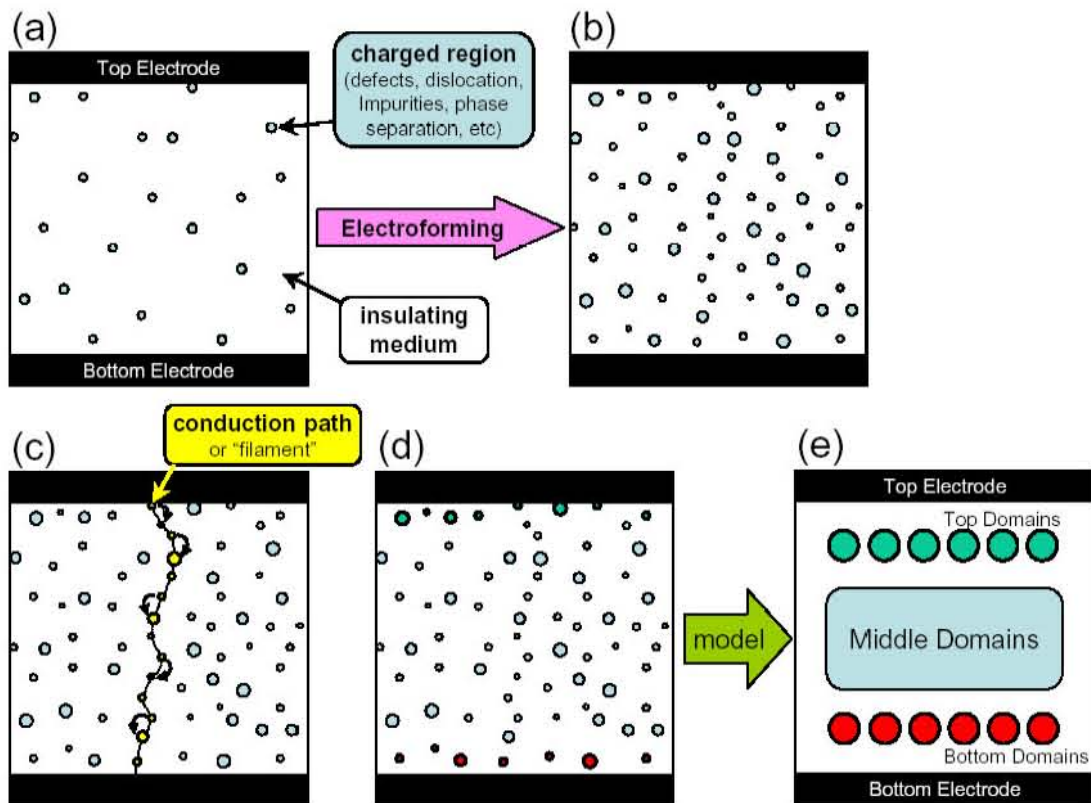 (a)
Top Electrode
charged region
(defects, dislocation,
Impurities, phase
separation, etc)
(b)
Electroforming
insulating
medium
Bottom Electrode
(c)
conduction path
or "filament"
(d)
model
(e)
Top Electrode
Top Domains
Middle Domains
Bottom Domains
Bottom Electrode